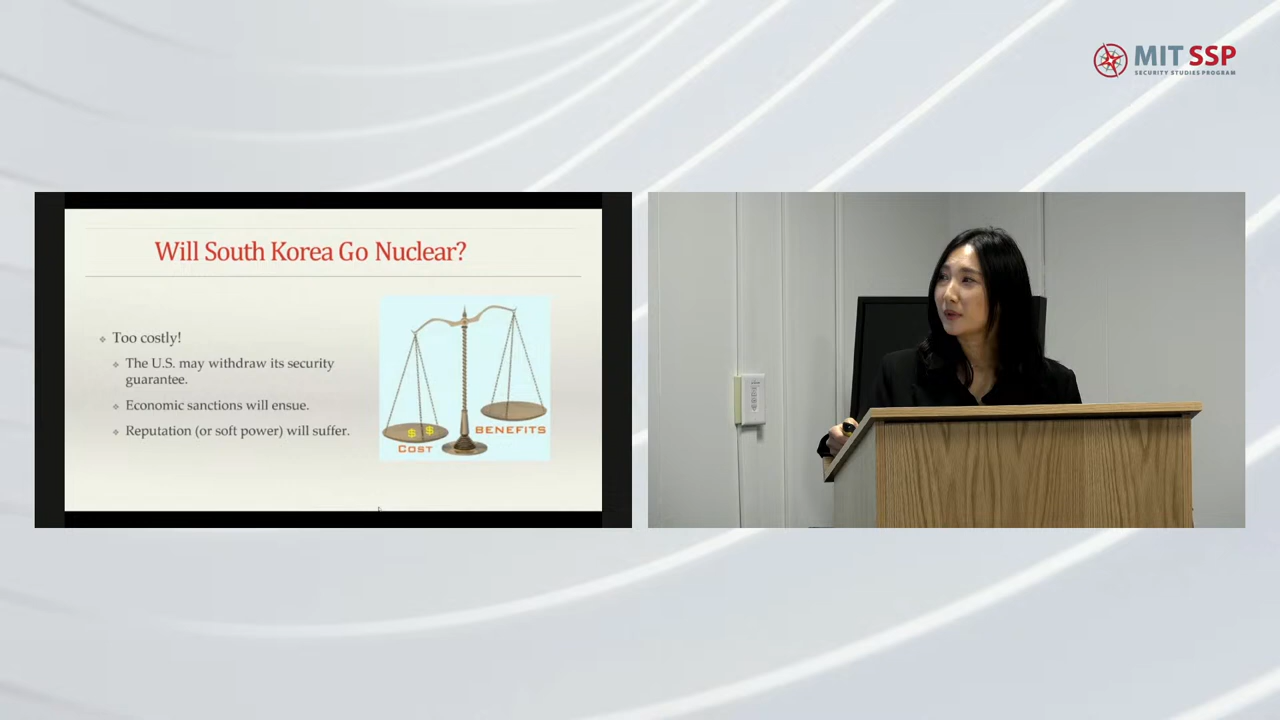 MIT SSP
SECURITY STUDIES PROGRAM
Will South Korea Go Nuclear?
Too costly!
The U.S. may withdraw its security
guarantee.
Economic sanctions will ensue.
Reputation (or soft power) will suffer.
$ $
COST
BENEFITS